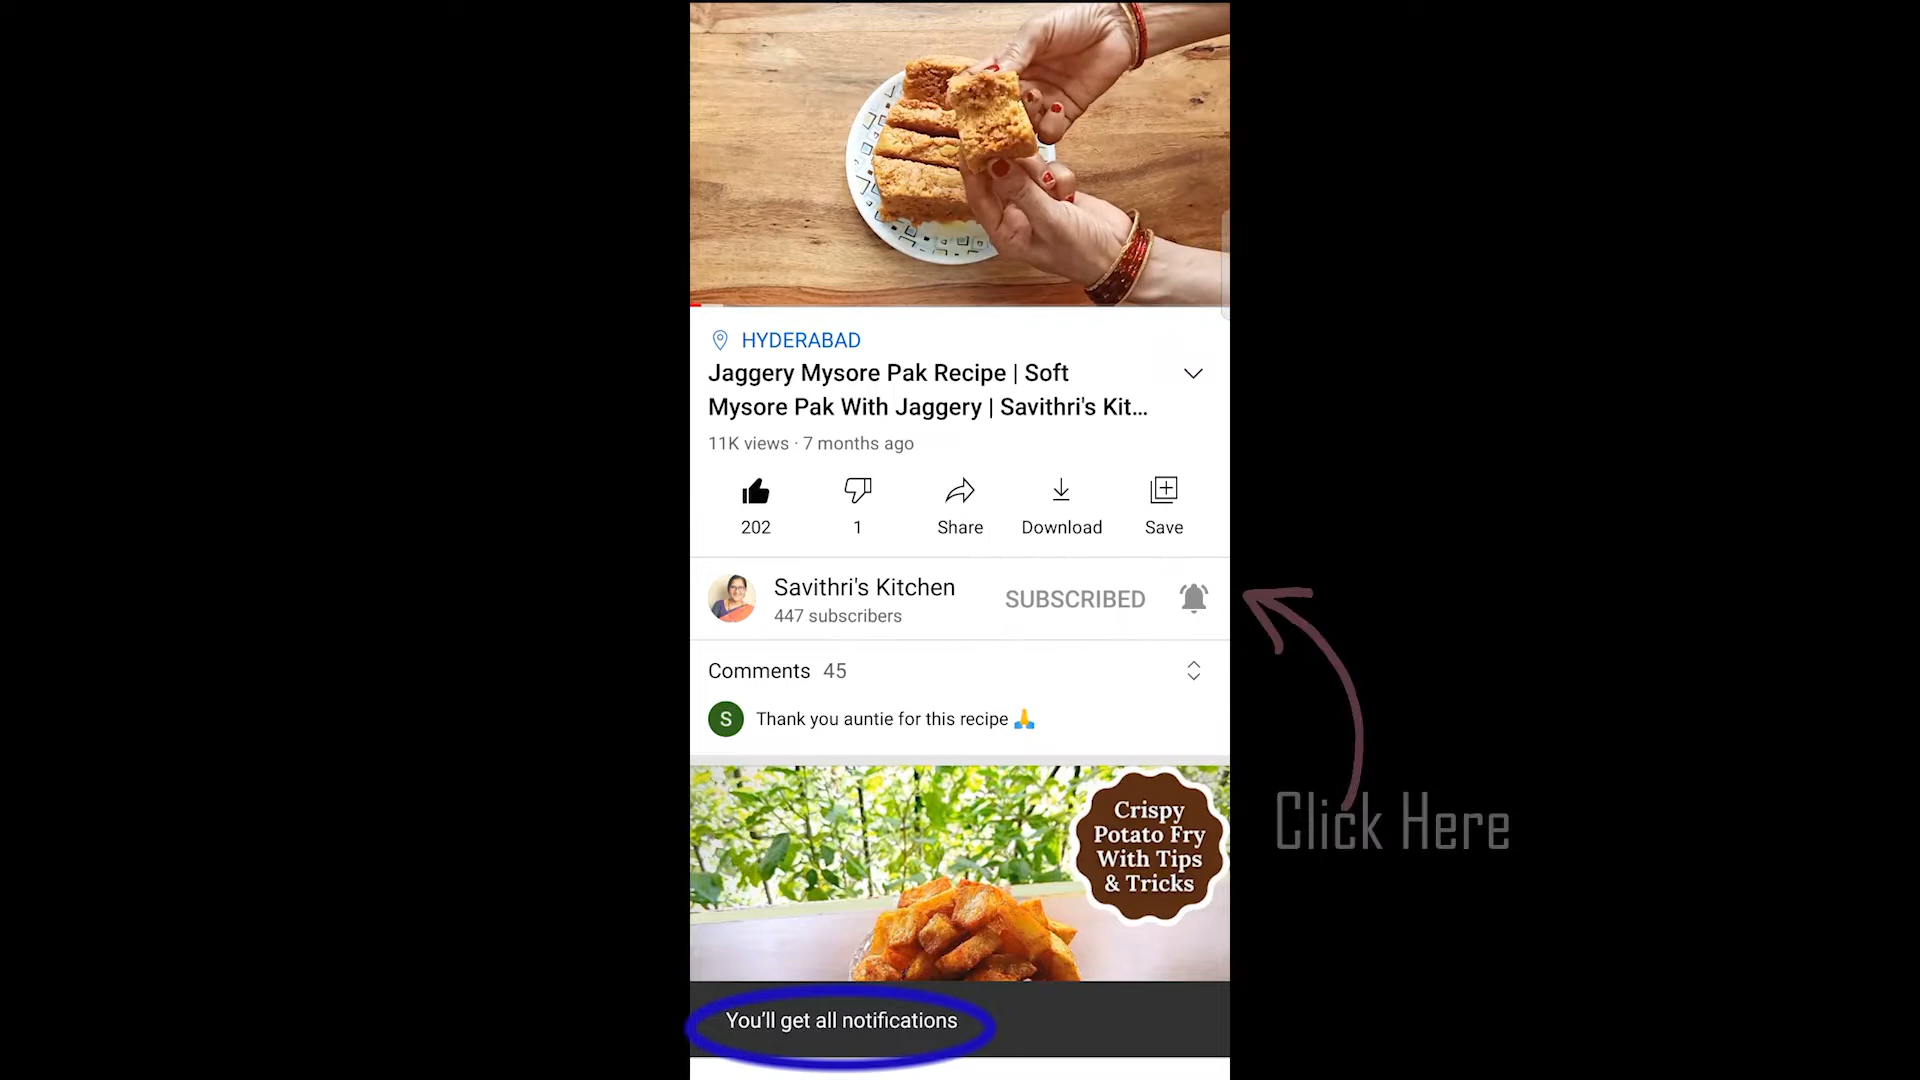 HYDERABAD
Jaggery Mysore Pak Recipe | Soft
Mysore Pak With Jaggery | Savithri's Kit...
11K views · 7 months ago
202
1
Share
Download
Save
Savithri's Kitchen
447 subscribers
SUBSCRIBED
Comments 45
S
Thank you auntie for this recipe 🙏
Click Here
Crispy
Potato Fry
With Tips
& Tricks
You'll get all notifications